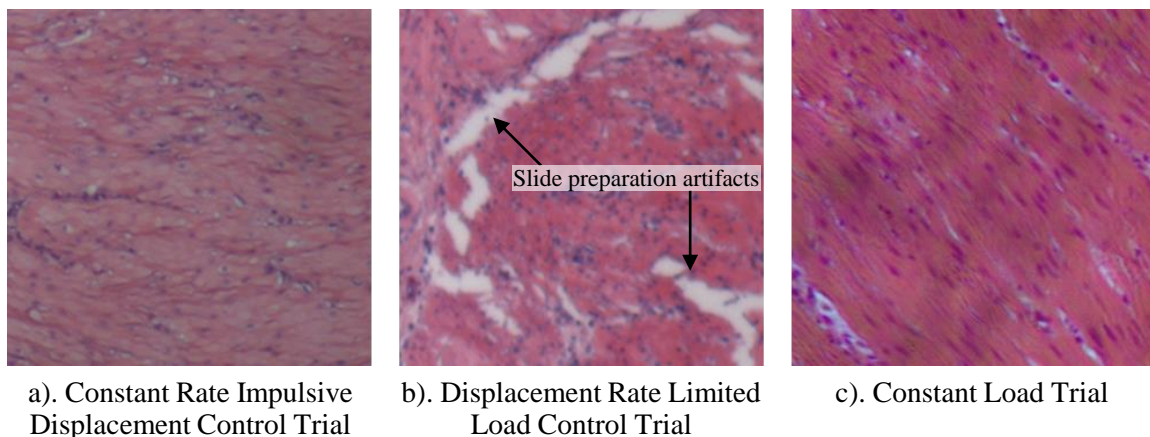 Slide preparation artifacts
a). Constant Rate Impulsive
Displacement Control Trial
b). Displacement Rate Limited
Load Control Trial
c). Constant Load Trial